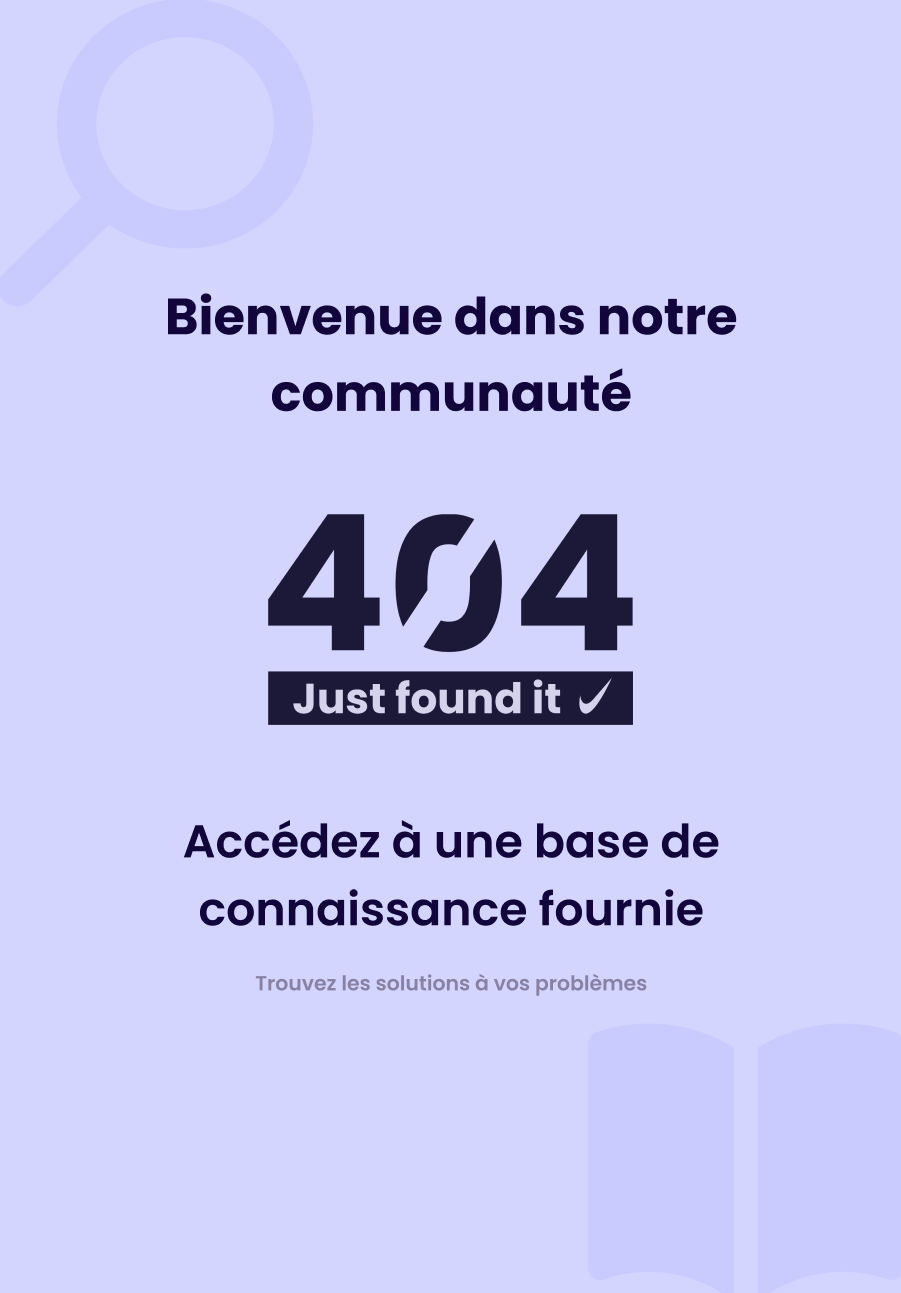 Bienvenue dans notre
communauté
404
Just found it ✓
Accédez à une base de
connaissance fournie
Trouvez les solutions à vos problèmes